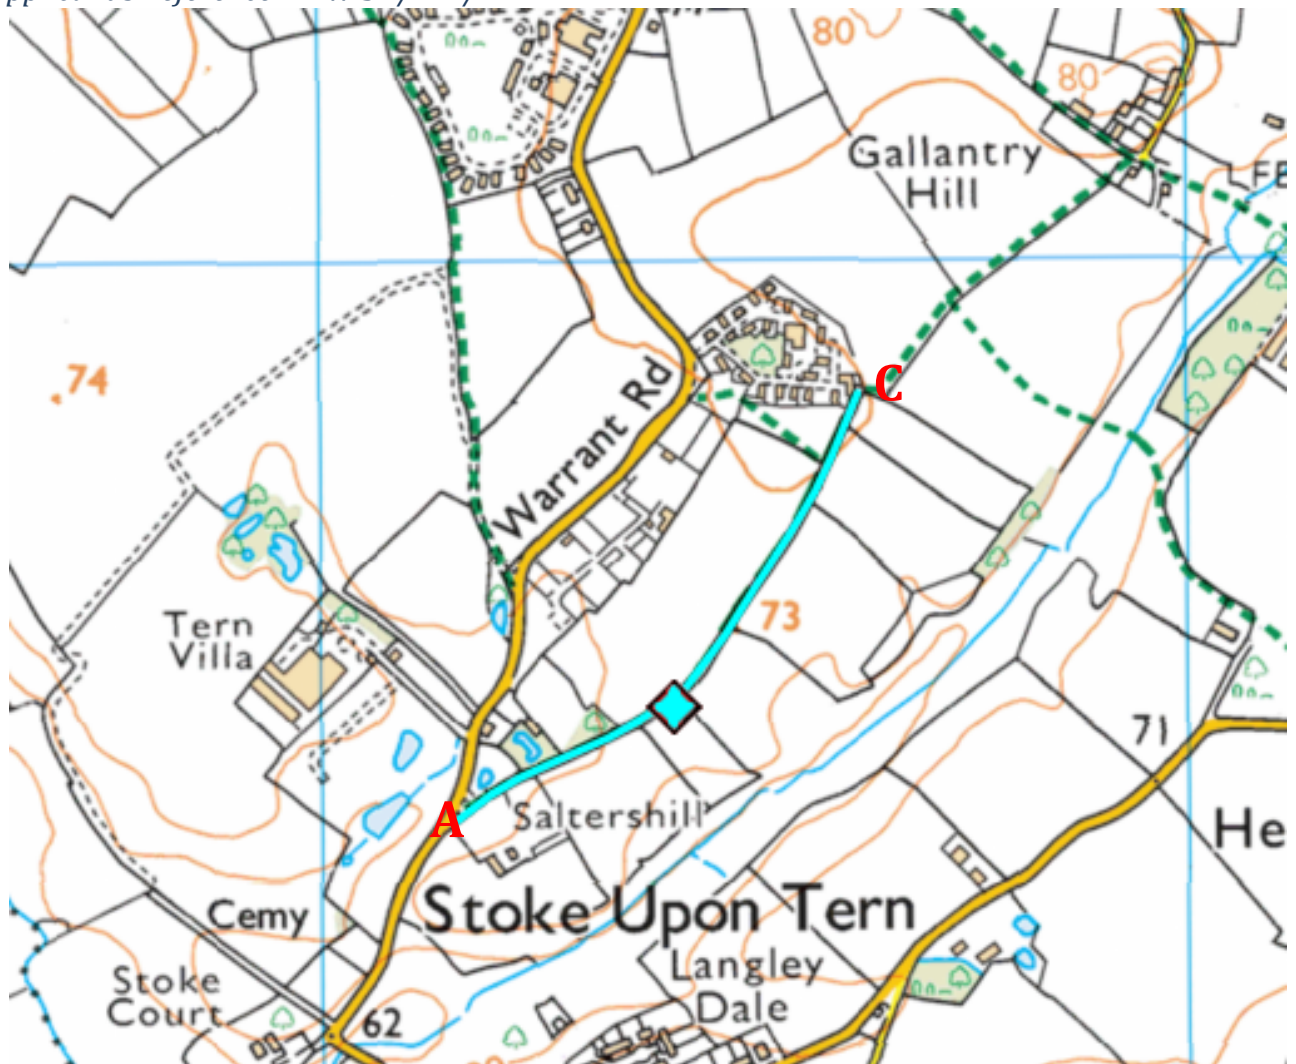 80
80
Gallantry
Hill
FB
74
C
Warrant Rd
Tern
Villa
73
71
A
Saltershill
He
Stoke Upon Tern
Cemy
Langley
Dale
Stoke
Court
62